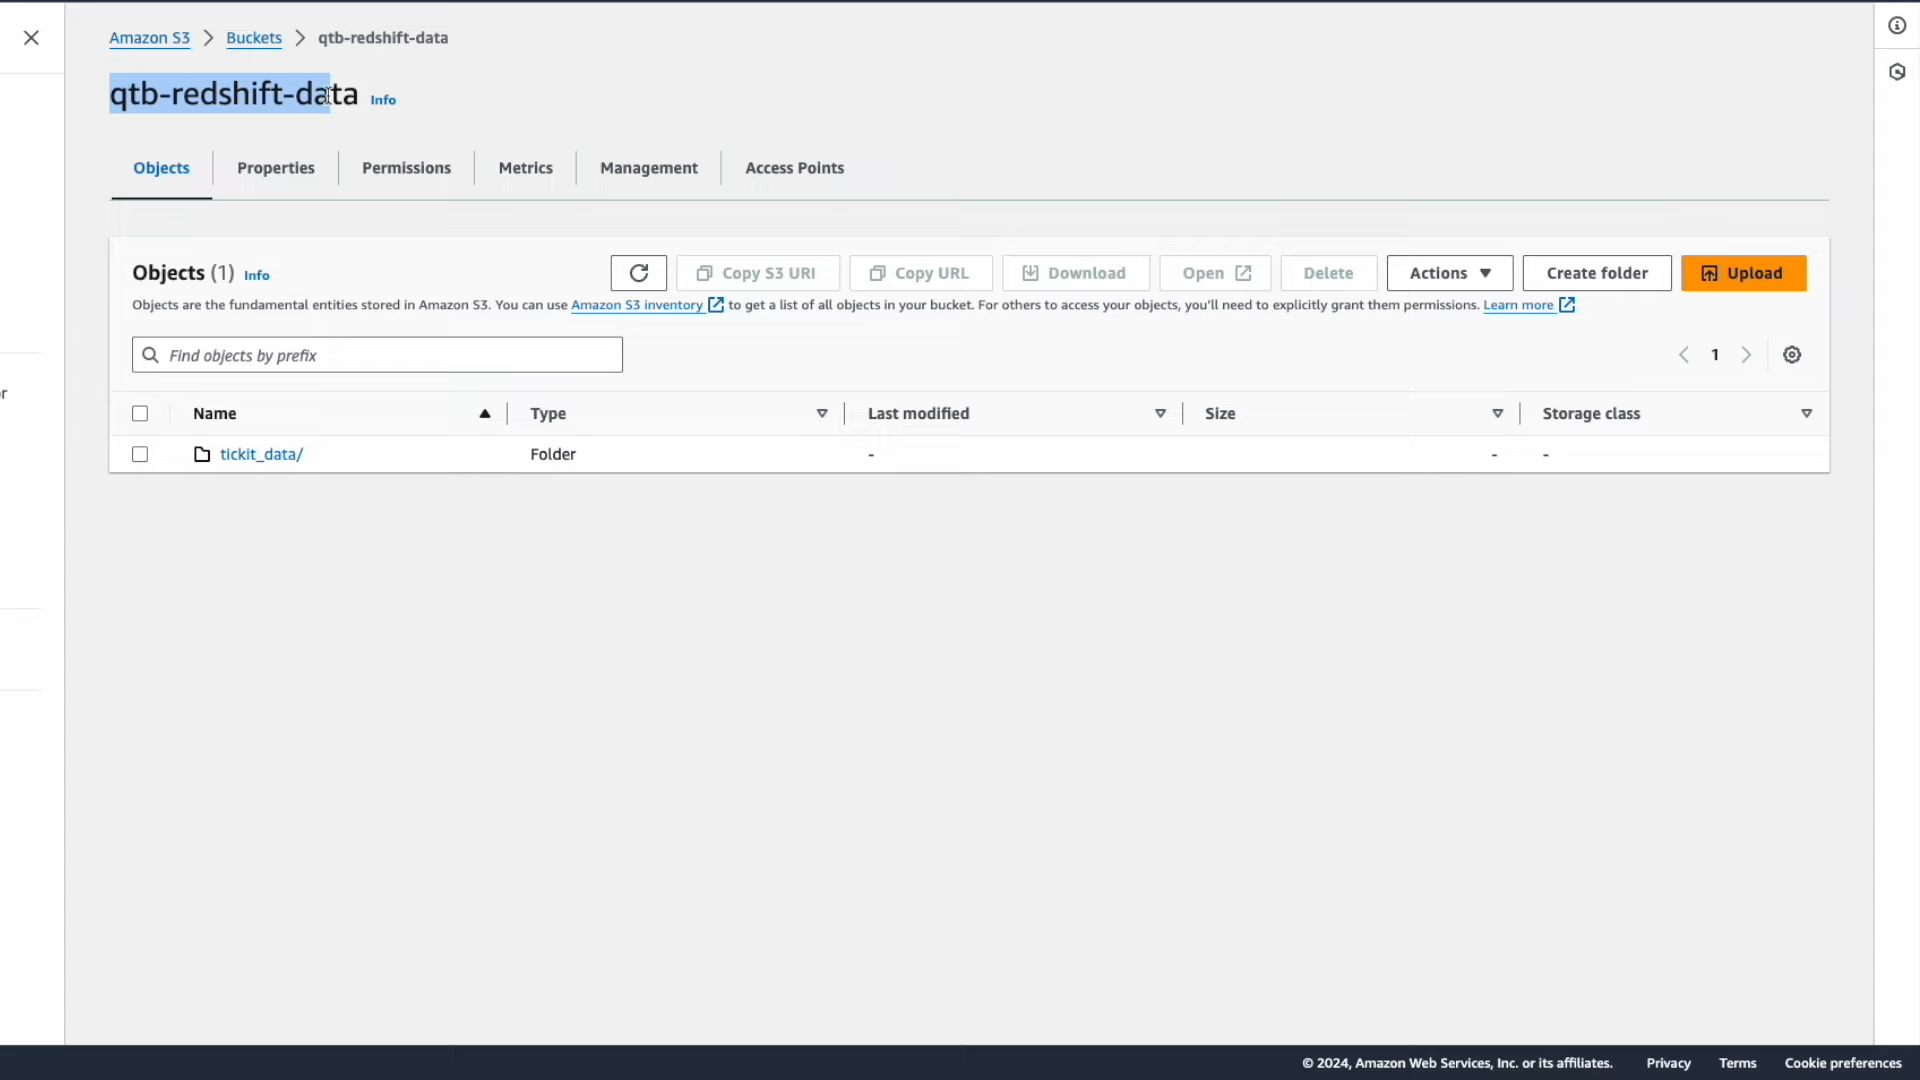 Amazon S3 > Buckets > qtb-redshift-data
qtb-redshift-data Info
Objects Properties Permissions Metrics Management Access Points
Objects (1) Info Copy S3 URI Copy URL Download Open Delete Actions Create folder Upload
Objects are the fundamental entities stored in Amazon S3. You can use Amazon S3 inventory to get a list of all objects in your bucket. For others to access your objects, you'll need to explicitly grant them permissions. Learn more
Find objects by prefix 1
Name Type Last modified Size Storage class
tickit_data/ Folder - - -
© 2024, Amazon Web Services, Inc. or its affiliates. Privacy Terms Cookie preferences